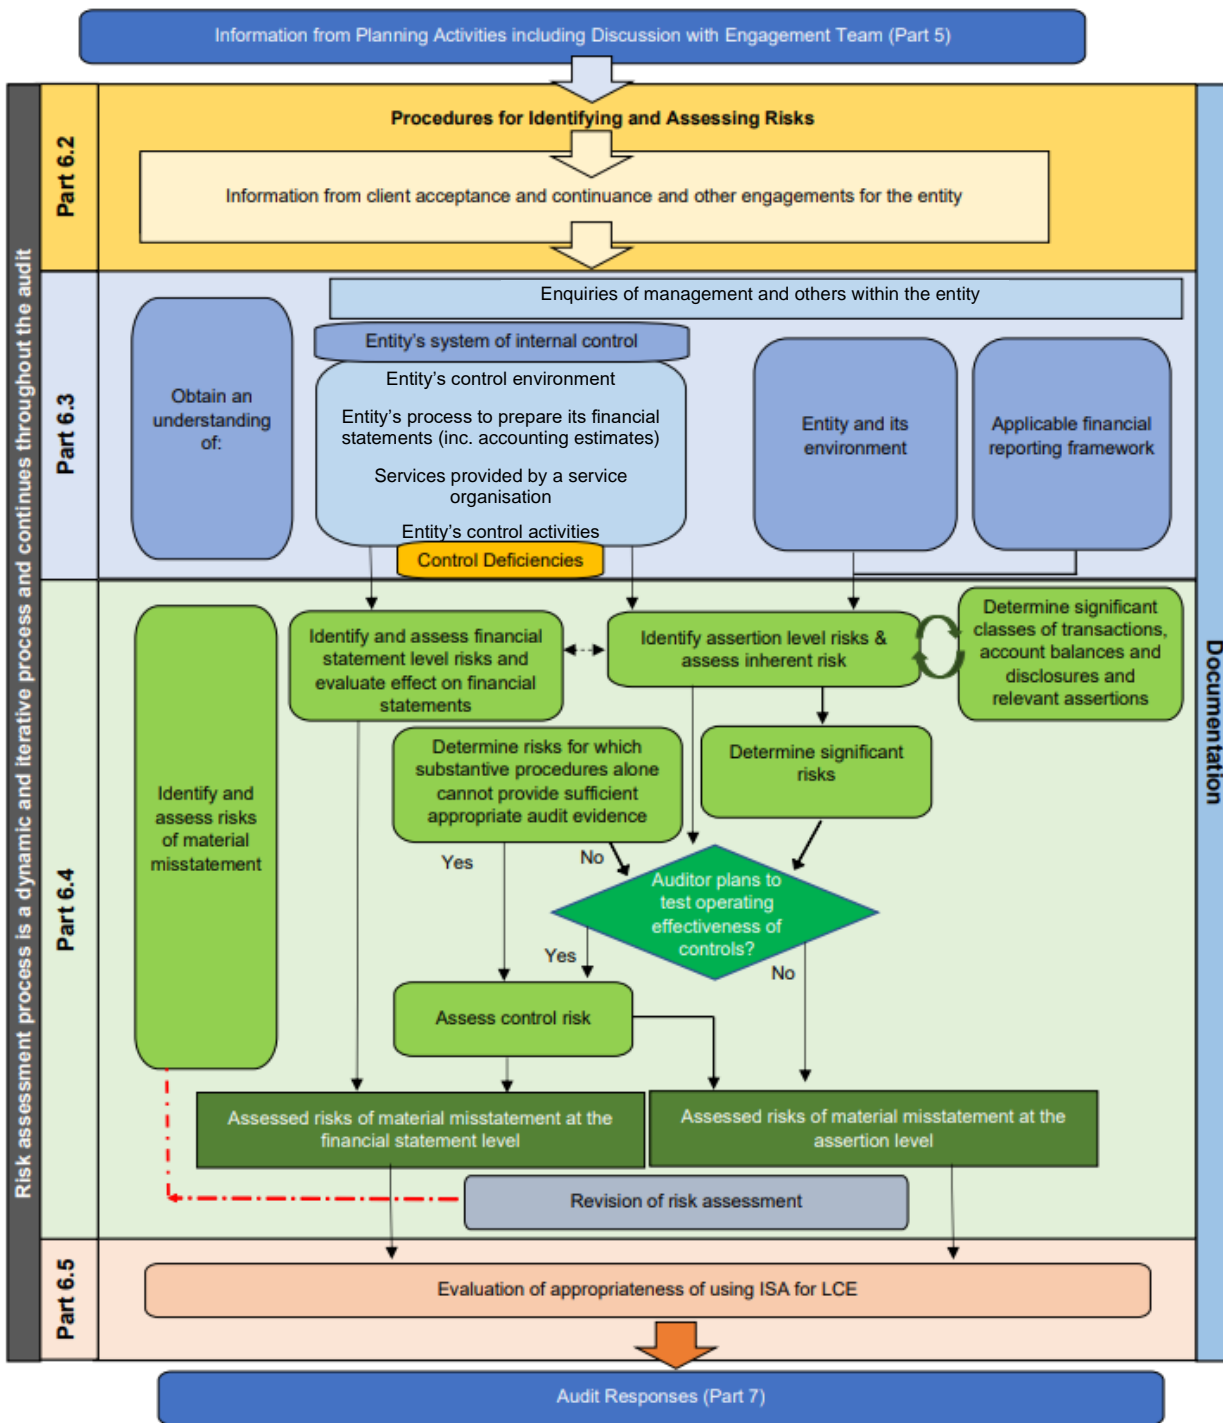 Information from Planning Activities including Discussion with Engagement Team (Part 5)
Risk assessment process is a dynamic and iterative process and continues throughout the audit
Documentation
Part 6.2
Procedures for Identifying and Assessing Risks
Information from client acceptance and continuance and other engagements for the entity
Part 6.3
Enquiries of management and others within the entity
Obtain an
understanding
of:
Entity's system of internal control
Entity's control environment
Entity's process to prepare its financial
statements (inc. accounting estimates)
Services provided by a service
organisation
Entity's control activities
Control Deficiencies
Entity and its
environment
Applicable financial
reporting framework
Part 6.4
Identify and
assess risks
of material
misstatement
Identify and assess financial
statement level risks and
evaluate effect on financial
statements
Identify assertion level risks &
assess inherent risk
Determine significant
classes of transactions,
account balances and
disclosures and
relevant assertions
Determine risks for which
substantive procedures alone
cannot provide sufficient
appropriate audit evidence
Determine significant
risks
Yes
No
Auditor plans to
test operating
effectiveness of
controls?
Yes
No
Assess control risk
Assessed risks of material misstatement at the
financial statement level
Assessed risks of material misstatement at the
assertion level
Revision of risk assessment
Part 6.5
Evaluation of appropriateness of using ISA for LCE
Audit Responses (Part 7)